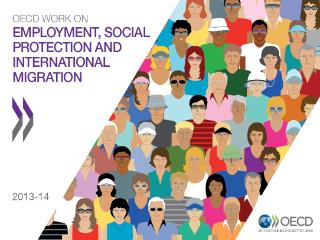 OECD WORK ON
EMPLOYMENT, SOCIAL
PROTECTION AND
INTERNATIONAL
MIGRATION
2013-14
OECD